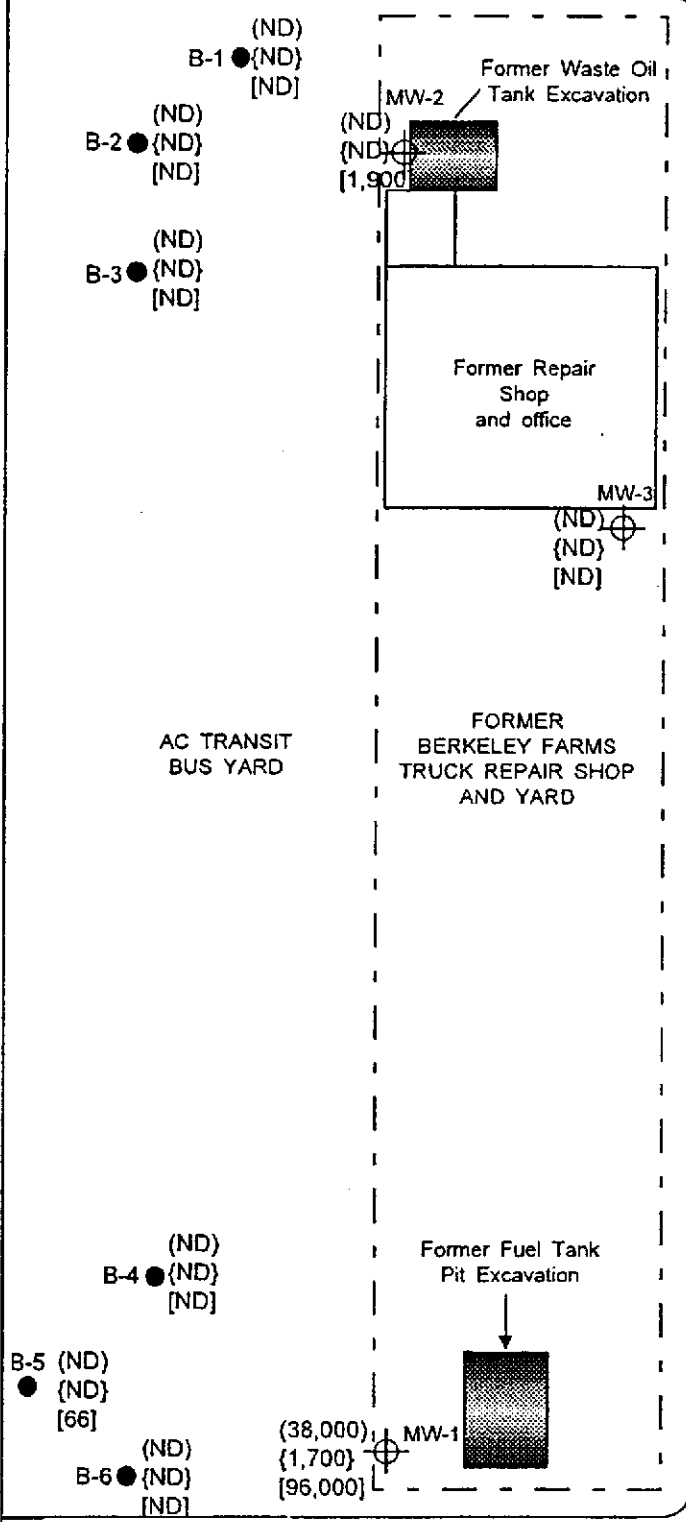 (ND)
B-1 {ND}
[ND]
Former Waste Oil
Tank Excavation
MW-2
(ND)
{ND}
[1,900
(ND)
B-2 {ND}
[ND]
(ND)
B-3 {ND}
[ND]
Former Repair
Shop
and office
MW-3
(ND)
{ND}
[ND]
AC TRANSIT
BUS YARD
FORMER
BERKELEY FARMS
TRUCK REPAIR SHOP
AND YARD
(ND)
B-4 {ND}
[ND]
Former Fuel Tank
Pit Excavation
B-5 (ND)
{ND}
[66]
(ND)
B-6 {ND}
[ND]
(38,000)
{1,700}
[96,000]
MW-1